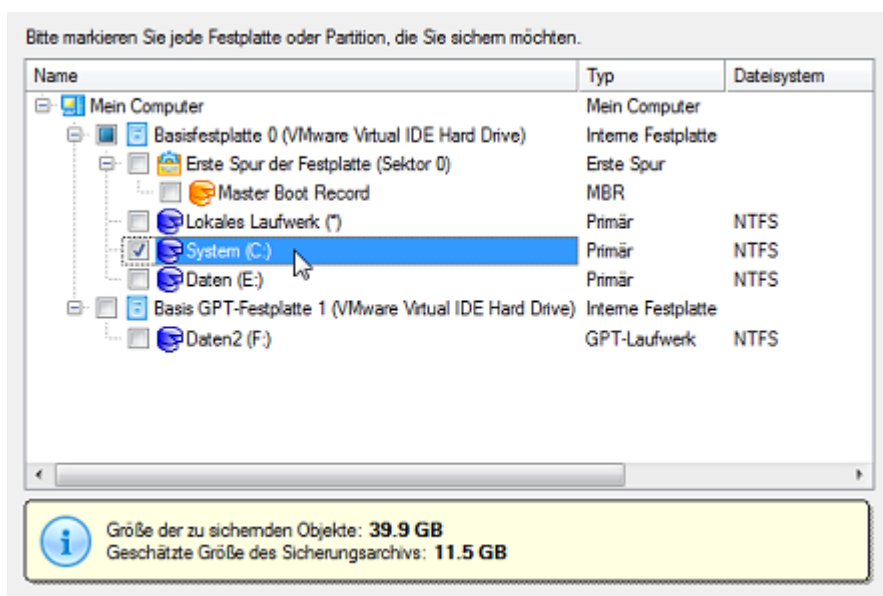 Bitte markieren Sie jede Festplatte oder Partition, die Sie sichern möchten.
Name Typ Dateisystem
Mein Computer Mein Computer
Basisfestplatte 0 (VMware Virtual IDE Hard Drive) Interne Festplatte
Erste Spur der Festplatte (Sektor 0) Erste Spur
Master Boot Record MBR
Lokales Laufwerk (*) Primär NTFS
System (C:) Primär NTFS
Daten (E:) Primär NTFS
Basis GPT-Festplatte 1 (VMware Virtual IDE Hard Drive) Interne Festplatte
Daten2 (F:) GPT-Laufwerk NTFS
Größe der zu sichernden Objekte: 39.9 GB
Geschätzte Größe des Sicherungsarchivs: 11.5 GB